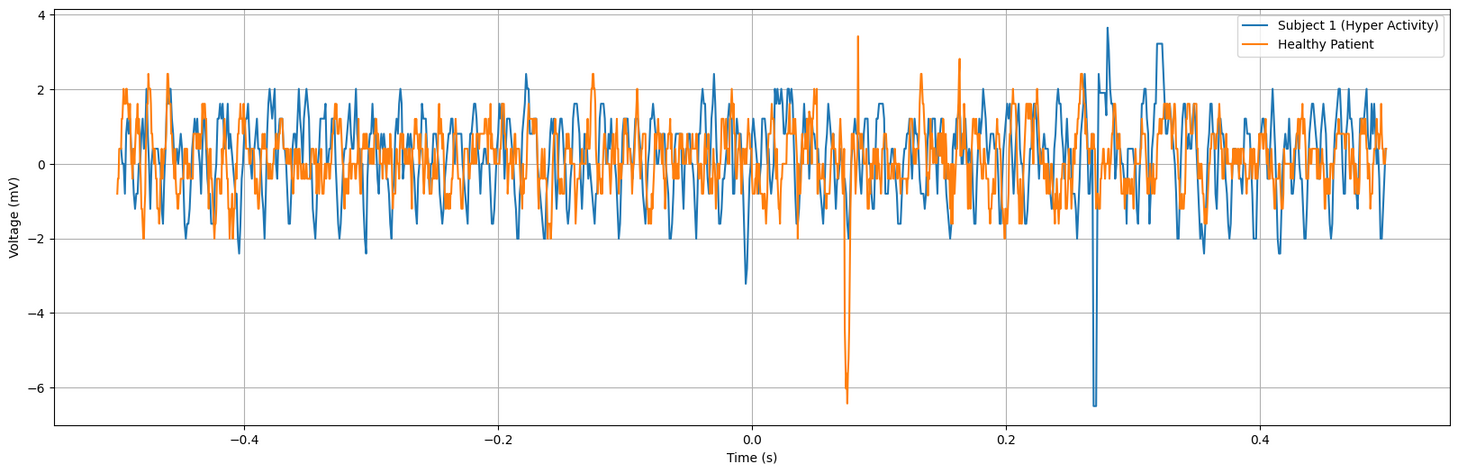 4
2
0
−2
−4
−6
Voltage (mV)
−0.4 −0.2 0.0 0.2 0.4
Time (s)
Subject 1 (Hyper Activity)
Healthy Patient